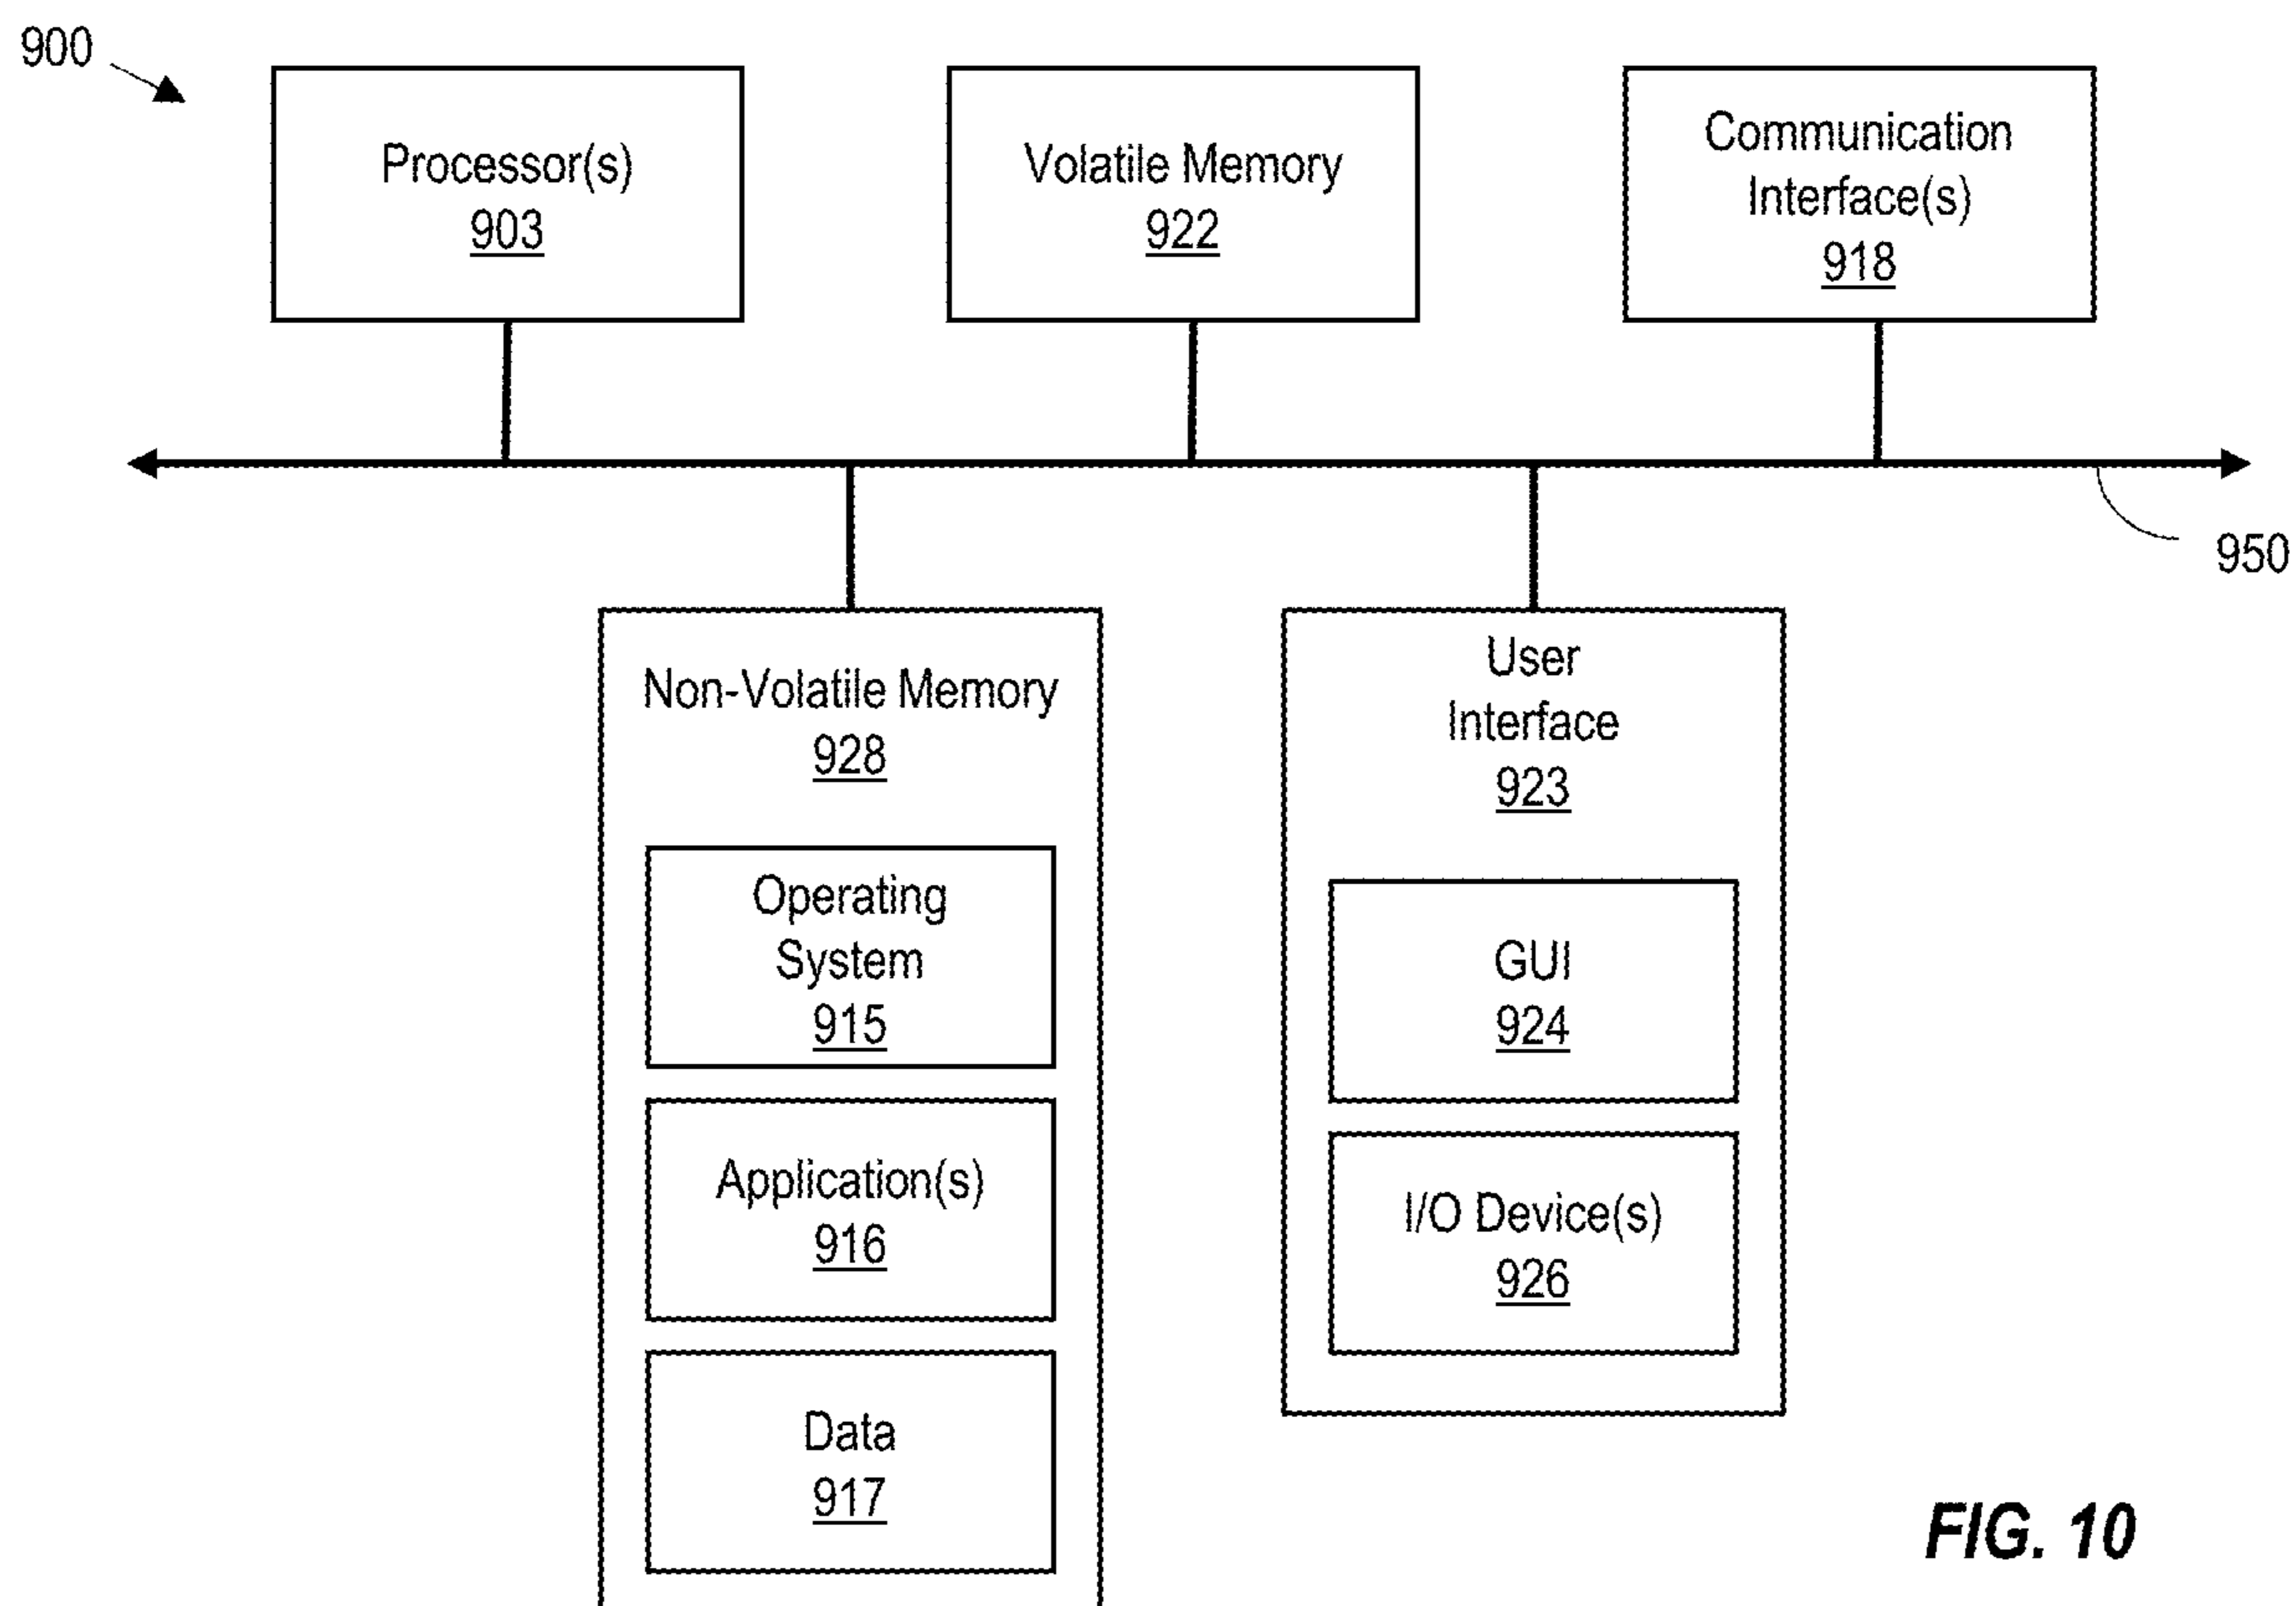 900
Processor(s)
903
Volatile Memory
922
Communication
Interface(s)
918
950
Non-Volatile Memory
928
Operating
System
915
Application(s)
916
Data
917
User
Interface
923
GUI
924
I/O Device(s)
926
FIG. 10